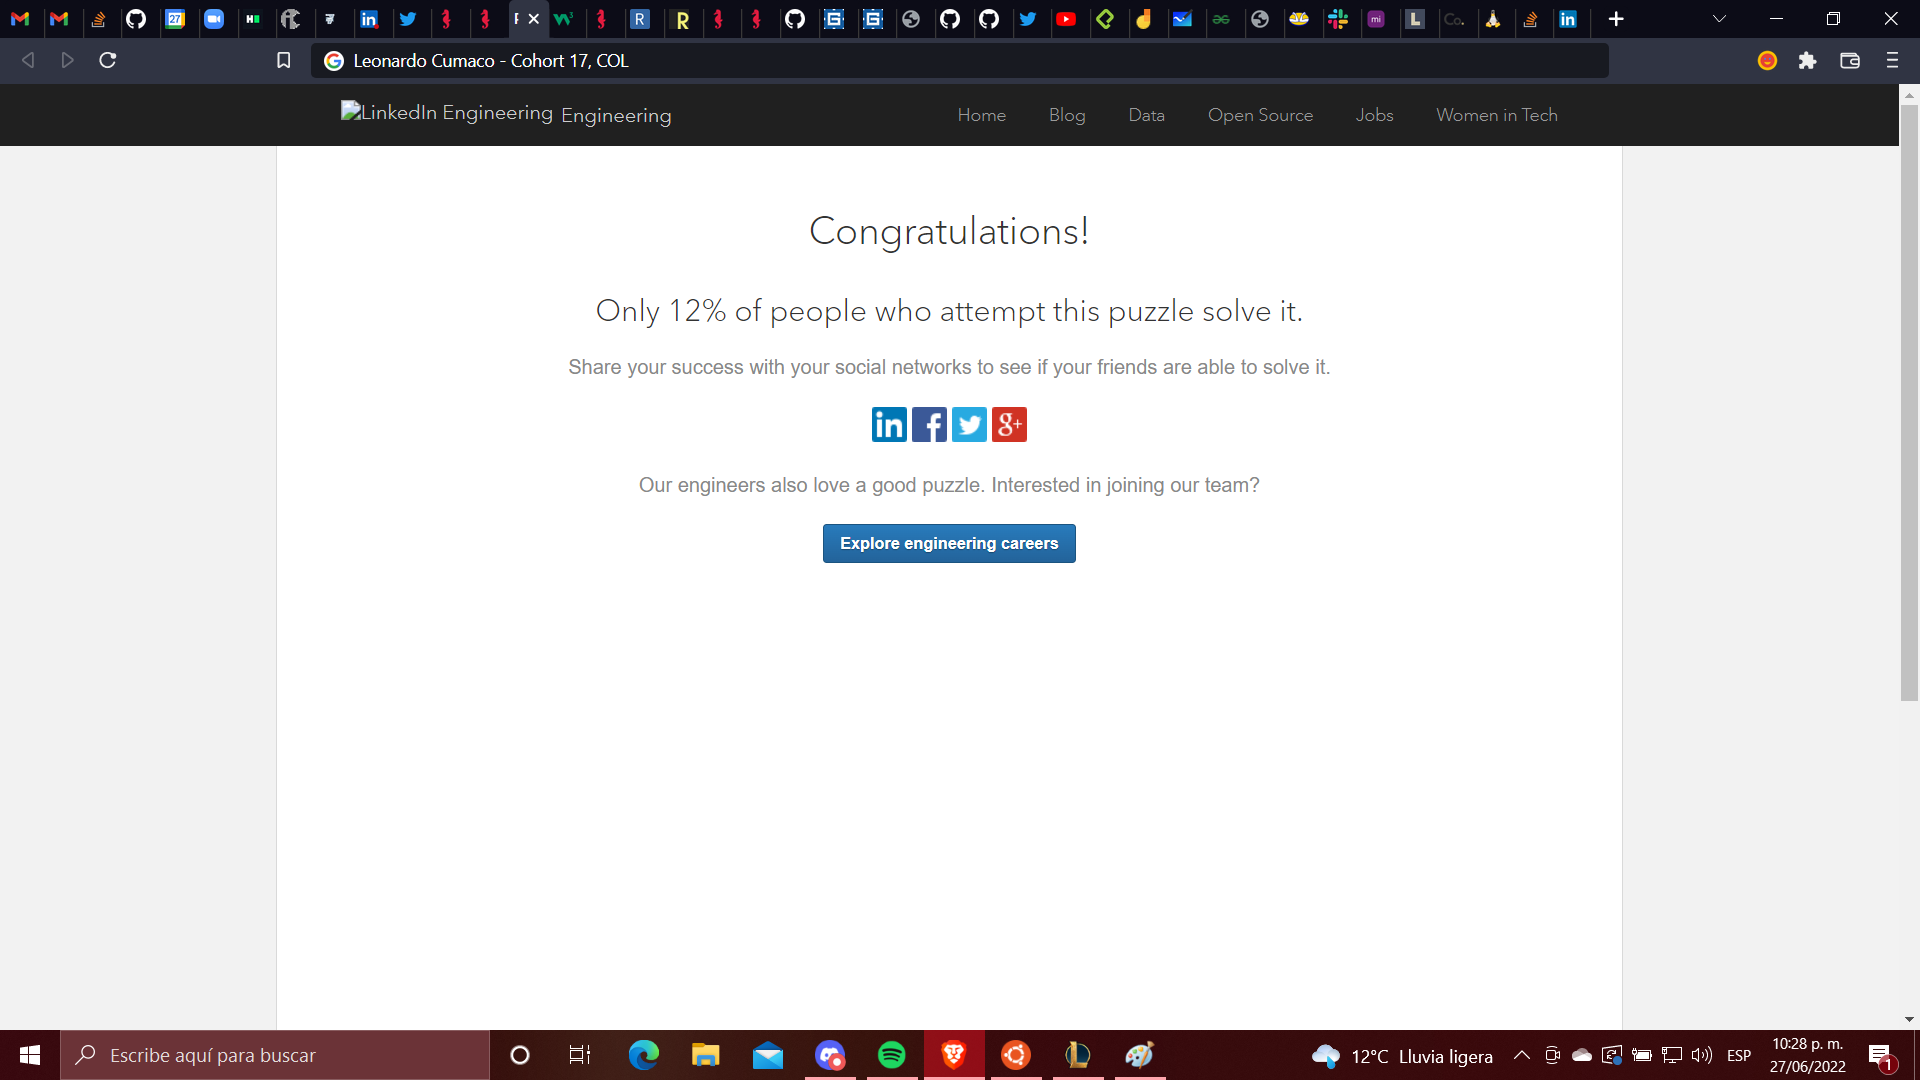 Leonardo Cumaco - Cohort 17, COL
LinkedIn Engineering Engineering
Home Blog Data Open Source Jobs Women in Tech
Congratulations!
Only 12% of people who attempt this puzzle solve it.
Share your success with your social networks to see if your friends are able to solve it.
Our engineers also love a good puzzle. Interested in joining our team?
Explore engineering careers
Escribe aquí para buscar
12°C Lluvia ligera
ESP
10:28 p. m.
27/06/2022
1